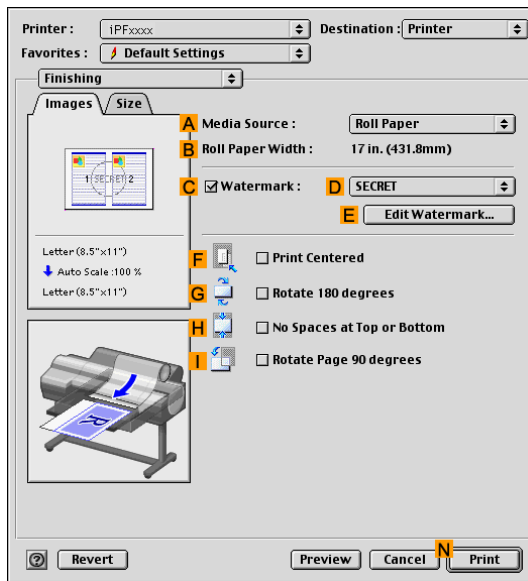 Printer : iPFxxxx Destination : Printer
Favorites : Default Settings
Finishing
Images Size
A Media Source : Roll Paper
B Roll Paper Width : 17 in. (431.8mm)
1 SECRET 2
C Watermark : D SECRET
E Edit Watermark...
Letter (8.5"x11")
Auto Scale :100 %
Letter (8.5"x11")
F Print Centered
G Rotate 180 degrees
H No Spaces at Top or Bottom
I Rotate Page 90 degrees
R
N
? Revert Preview Cancel Print